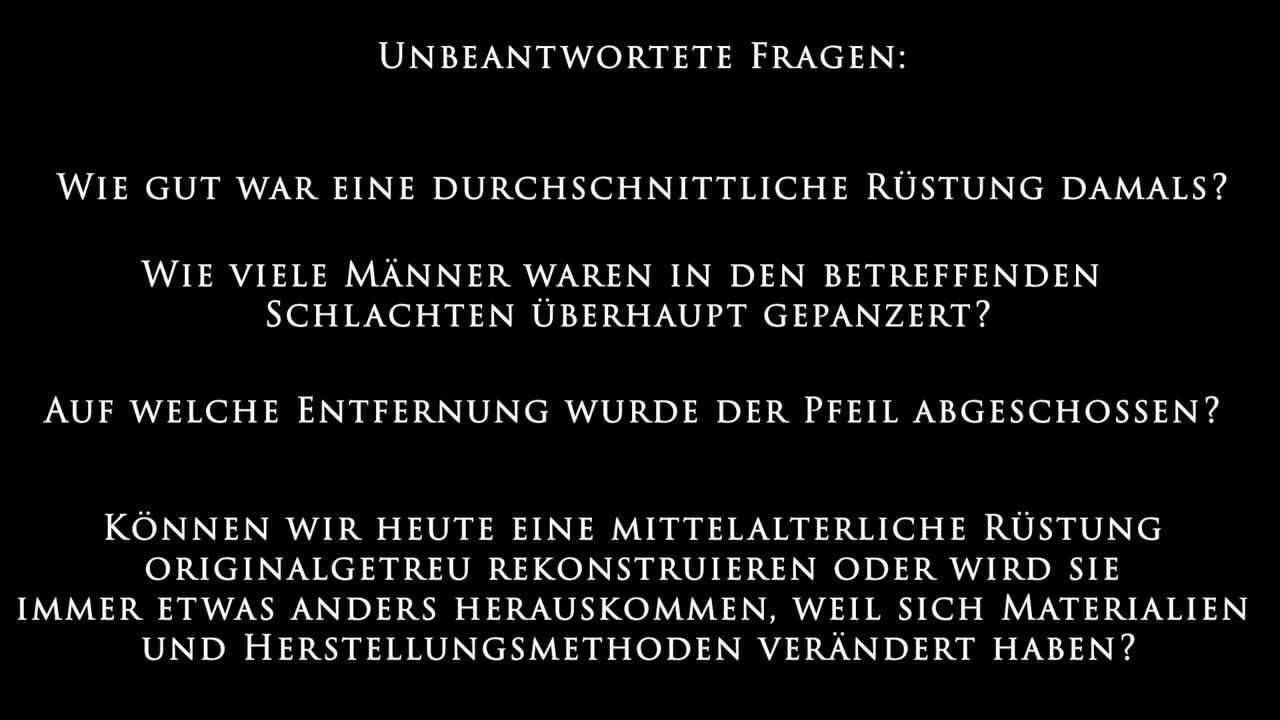 Unbeantwortete Fragen:
Wie gut war eine durchschnittliche Rüstung damals?
Wie viele Männer waren in den betreffenden
Schlachten überhaupt gepanzert?
Auf welche Entfernung wurde der Pfeil abgeschossen?
Können wir heute eine mittelalterliche Rüstung
originalgetreu rekonstruieren oder wird sie
immer etwas anders herauskommen, weil sich Materialien
und Herstellungsmethoden verändert haben?